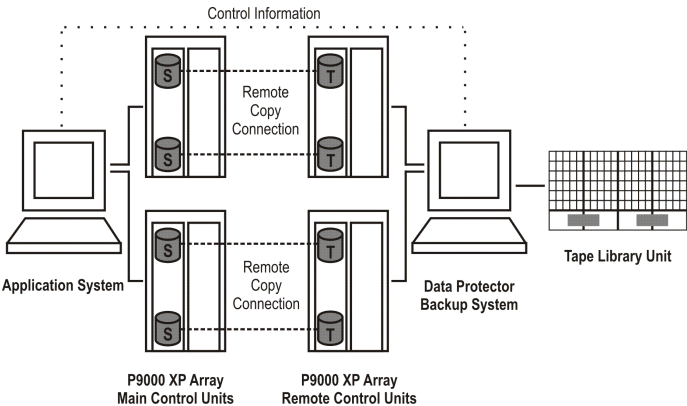 Control Information
S
T
Remote
Copy
Connection
S
T
S
T
Remote
Copy
Connection
S
T
Application System
Data Protector
Backup System
Tape Library Unit
P9000 XP Array
Main Control Units
P9000 XP Array
Remote Control Units